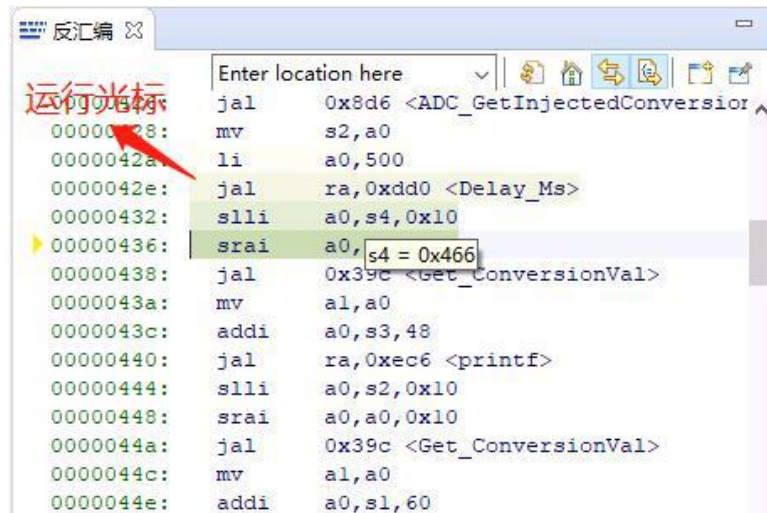 反汇编
Enter location here
运行光标
jal 0x8d6 <ADC_GetInjectedConversion
00000428: mv s2,a0
0000042a: li a0,500
0000042e: jal ra,0xdd0 <Delay_Ms>
00000432: slli a0,s4,0x10
00000436: srai a0,
s4 = 0x466
00000438: jal 0x39c <Get_ConversionVal>
0000043a: mv a1,a0
0000043c: addi a0,s3,48
00000440: jal ra,0xec6 <printf>
00000444: slli a0,s2,0x10
00000448: srai a0,a0,0x10
0000044a: jal 0x39c <Get_ConversionVal>
0000044c: mv a1,a0
0000044e: addi a0,s1,60